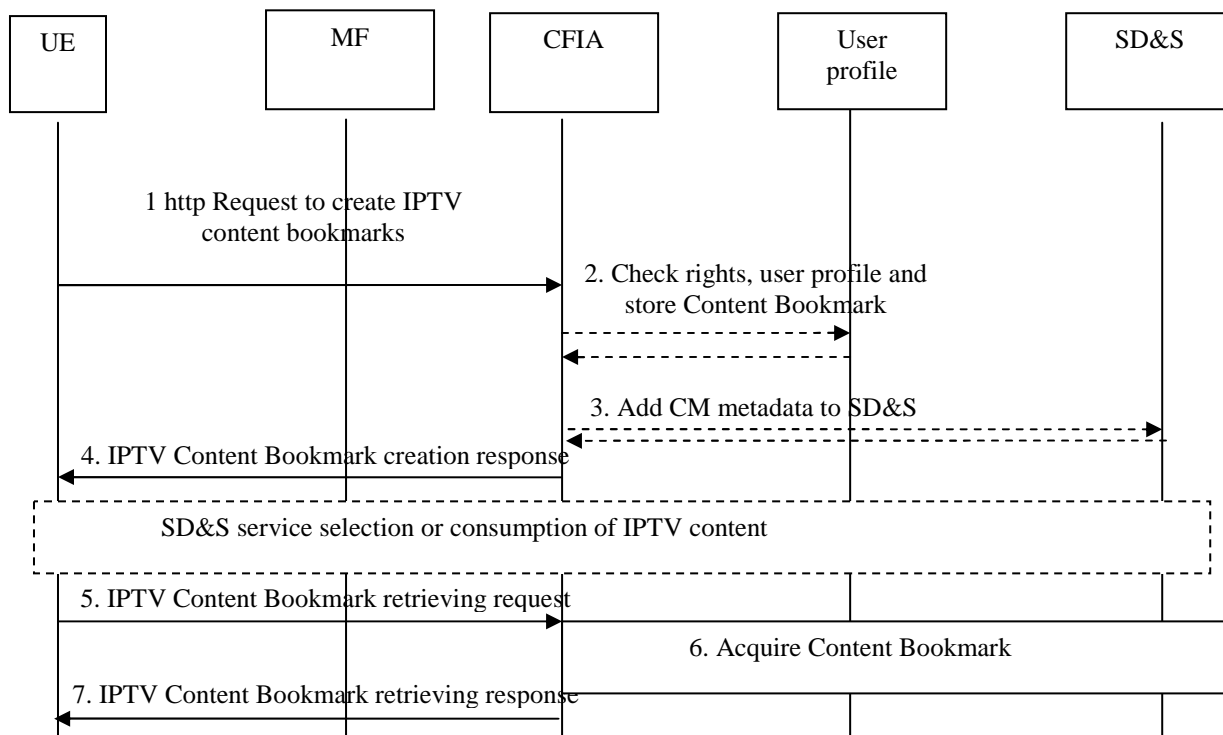 UE
MF
CFIA
User
profile
SD&S
1 http Request to create IPTV
content bookmarks
2. Check rights, user profile and
store Content Bookmark
3. Add CM metadata to SD&S
4. IPTV Content Bookmark creation response
SD&S service selection or consumption of IPTV content
5. IPTV Content Bookmark retrieving request
6. Acquire Content Bookmark
7. IPTV Content Bookmark retrieving response